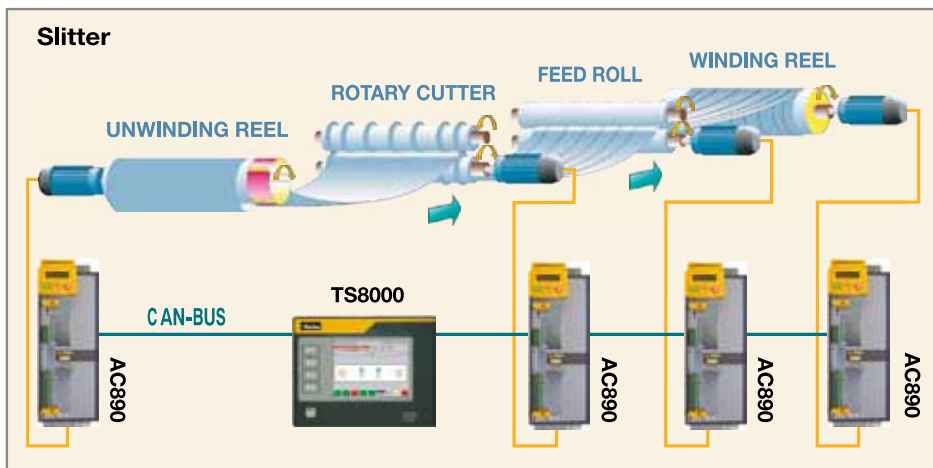 Slitter
WINDING REEL
FEED ROLL
ROTARY CUTTER
UNWINDING REEL
TS8000
CAN-BUS
AC890
AC890
AC890
AC890